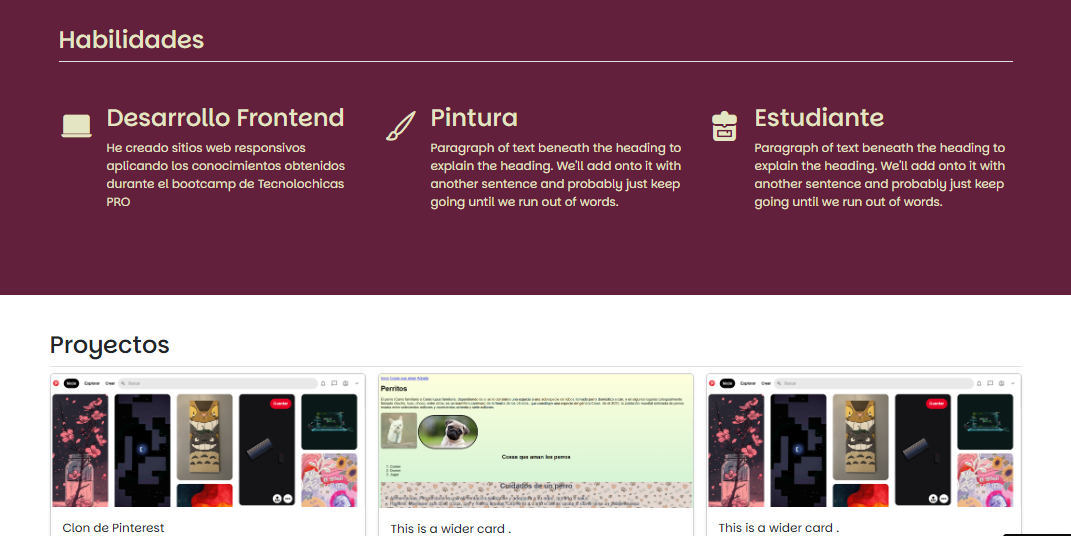 Habilidades
Desarrollo Frontend
He creado sitios web responsivos
aplicando los conocimientos obtenidos
durante el bootcamp de Tecnolochicas
PRO
Pintura
Paragraph of text beneath the heading to
explain the heading. We'll add onto it with
another sentence and probably just keep
going until we run out of words.
Estudiante
Paragraph of text beneath the heading to
explain the heading. We'll add onto it with
another sentence and probably just keep
going until we run out of words.
Proyectos
Inicio Explorar Crear Buscar
Guardar
Clon de Pinterest
Perritos
Cosas que aman los perros
Cuidados de un perro
This is a wider card .
Inicio Explorar Crear Buscar
Guardar
This is a wider card .